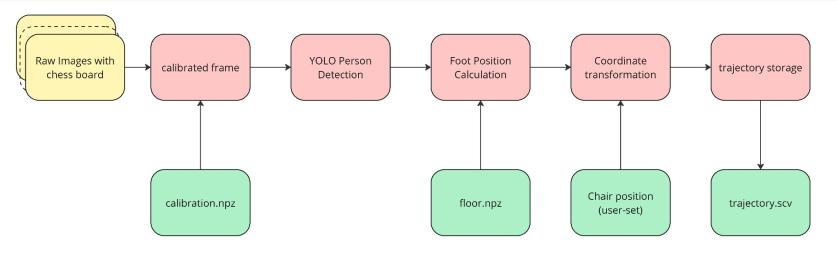 Raw Images with
chess board
calibrated frame
YOLO Person
Detection
Foot Position
Calculation
Coordinate
transformation
trajectory storage
calibration.npz
floor.npz
Chair position
(user-set)
trajectory.scv